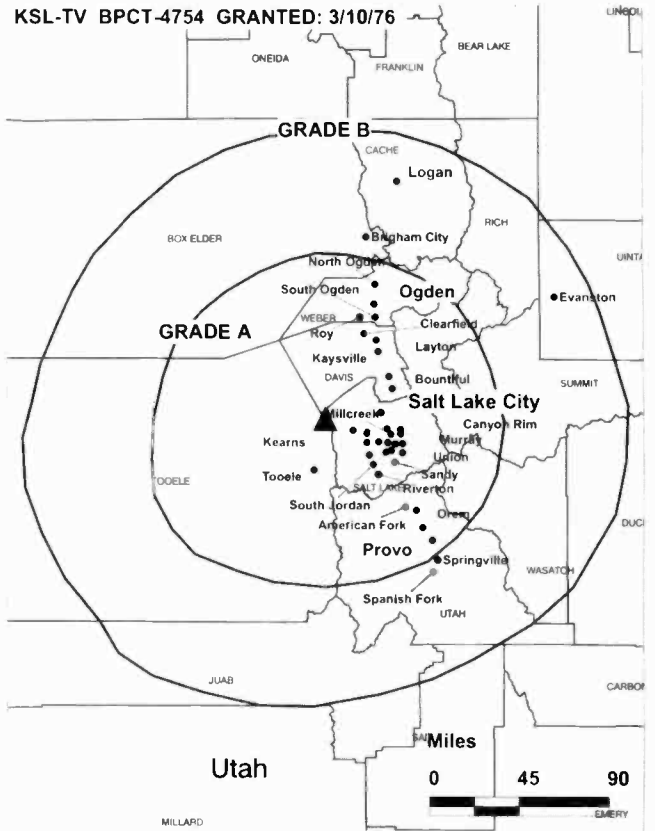 KSL-TV BPCT-4754 GRANTED: 3/10/76
ONEIDA
BEAR LAKE
FRANKLIN
GRADE B
CACHE
Logan
RICH
BOX ELDER
Brigham City
UINTA
North Ogden
South Ogden
Ogden
Evanston
WEBER
GRADE A
Roy
Clearfield
Kaysville
Layton
DAVIS
Bountiful
SUMMIT
Salt Lake City
Millcreek
Canyon Rim
Kearns
Murray
Union
Tooele
Sandy
TOOELE
SALT LAKE
Riverton
South Jordan
American Fork
Orem
Provo
Springville
WASATCH
Spanish Fork
UTAH
JUAB
CARBON
Utah
Miles
0 45 90
EMERY
MILLARD